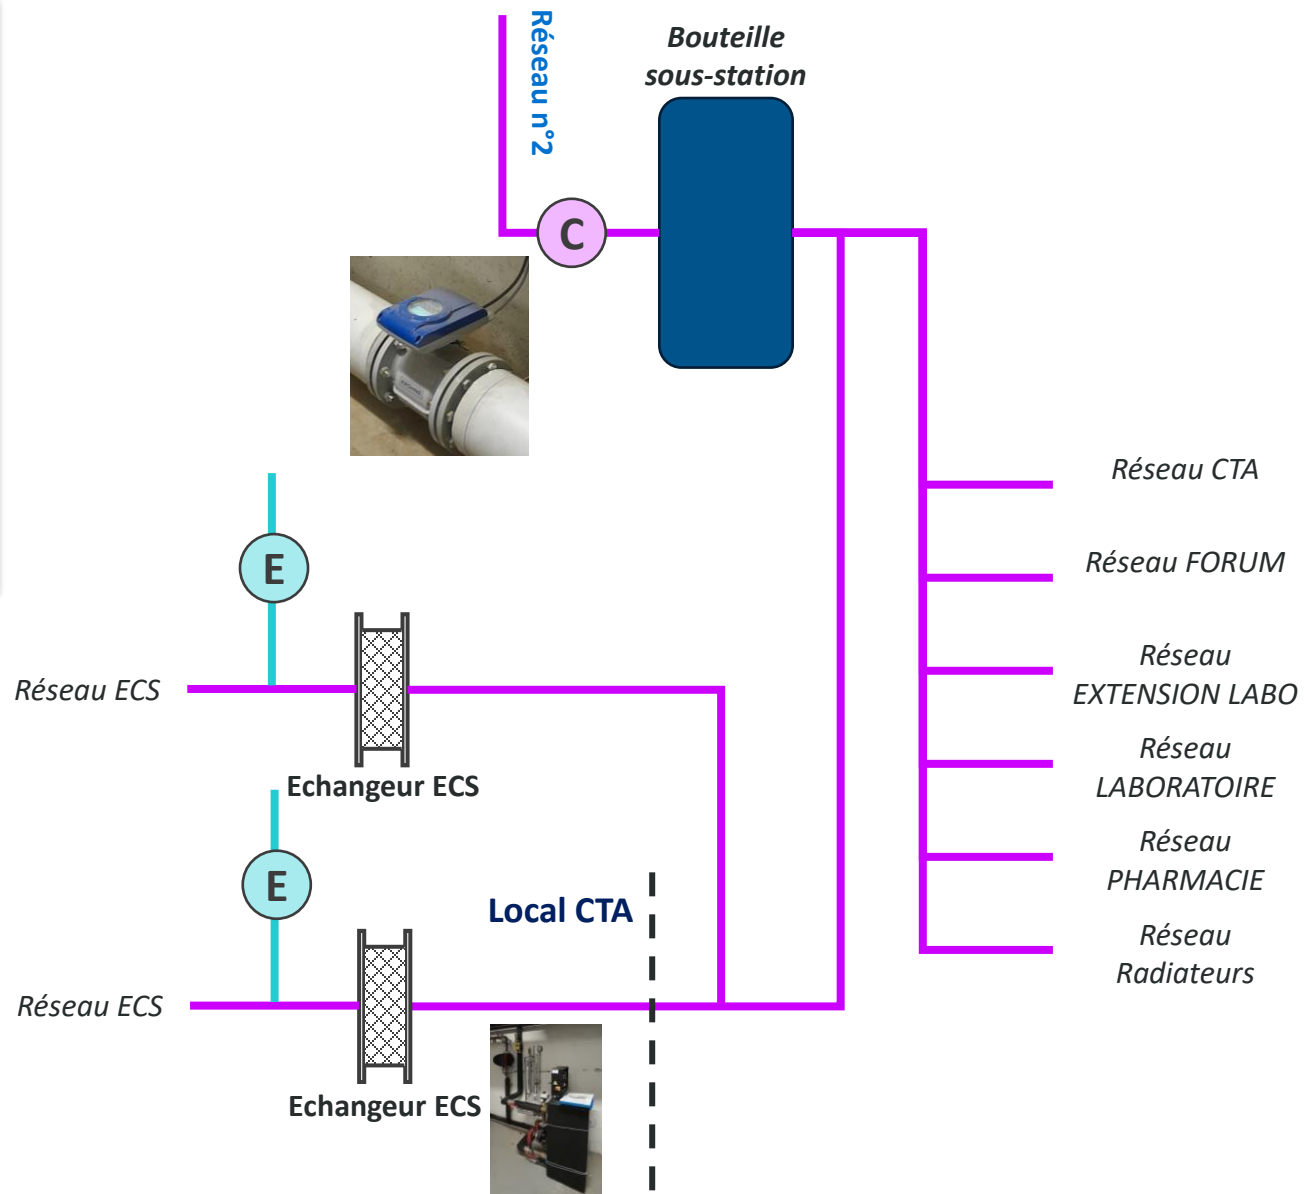 Réseau n°2
Bouteille
sous-station
C
Réseau CTA
E
Réseau FORUM
Réseau
EXTENSION LABO
Réseau ECS
Echangeur ECS
Réseau
LABORATOIRE
Réseau
PHARMACIE
E
Local CTA
Réseau
Radiateurs
Réseau ECS
Echangeur ECS